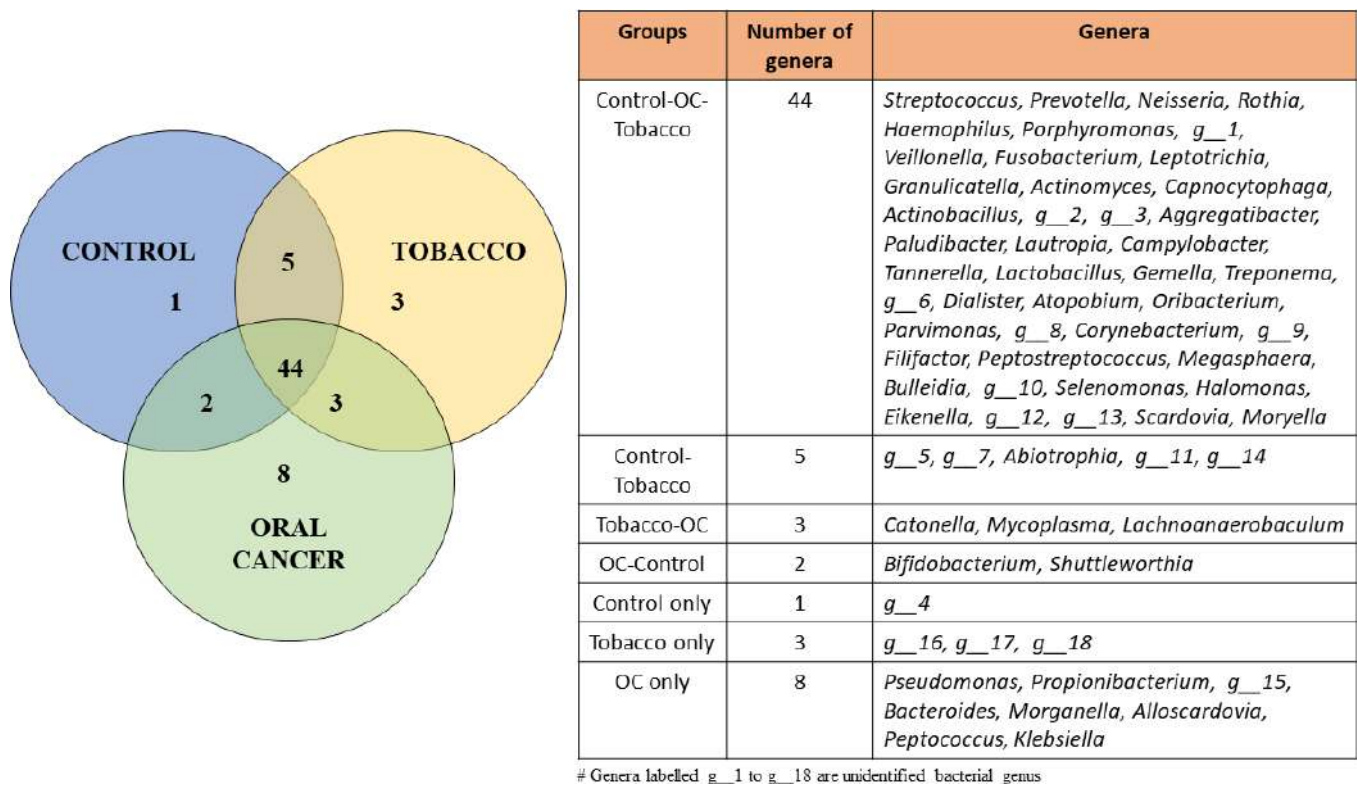 CONTROL
1
5
TOBACCO
3
44
2
3
8
ORAL
CANCER
Groups
Number of
genera
Genera
Control-OC-
Tobacco
44
Streptococcus, Prevotella, Neisseria, Rothia,
Haemophilus, Porphyromonas, g__1,
Veillonella, Fusobacterium, Leptotrichia,
Granulicatella, Actinomyces, Capnocytophaga,
Actinobacillus, g__2, g__3, Aggregatibacter,
Paludibacter, Lautropia, Campylobacter,
Tannerella, Lactobacillus, Gemella, Treponema,
g__6, Dialister, Atopobium, Oribacterium,
Parvimonas, g__8, Corynebacterium, g__9,
Filifactor, Peptostreptococcus, Megasphaera,
Bulleidia, g__10, Selenomonas, Halomonas,
Eikenella, g__12, g__13, Scardovia, Moryella
Control-
Tobacco
5
g__5, g__7, Abiotrophia, g__11, g__14
Tobacco-OC
3
Catonella, Mycoplasma, Lachnoanaerobaculum
OC-Control
2
Bifidobacterium, Shuttleworthia
Control only
1
g__4
Tobacco only
3
g__16, g__17, g__18
OC only
8
Pseudomonas, Propionibacterium, g__15,
Bacteroides, Morganella, Alloscardovia,
Peptococcus, Klebsiella
# Genera labelled g__1 to g__18 are unidentified bacterial genus